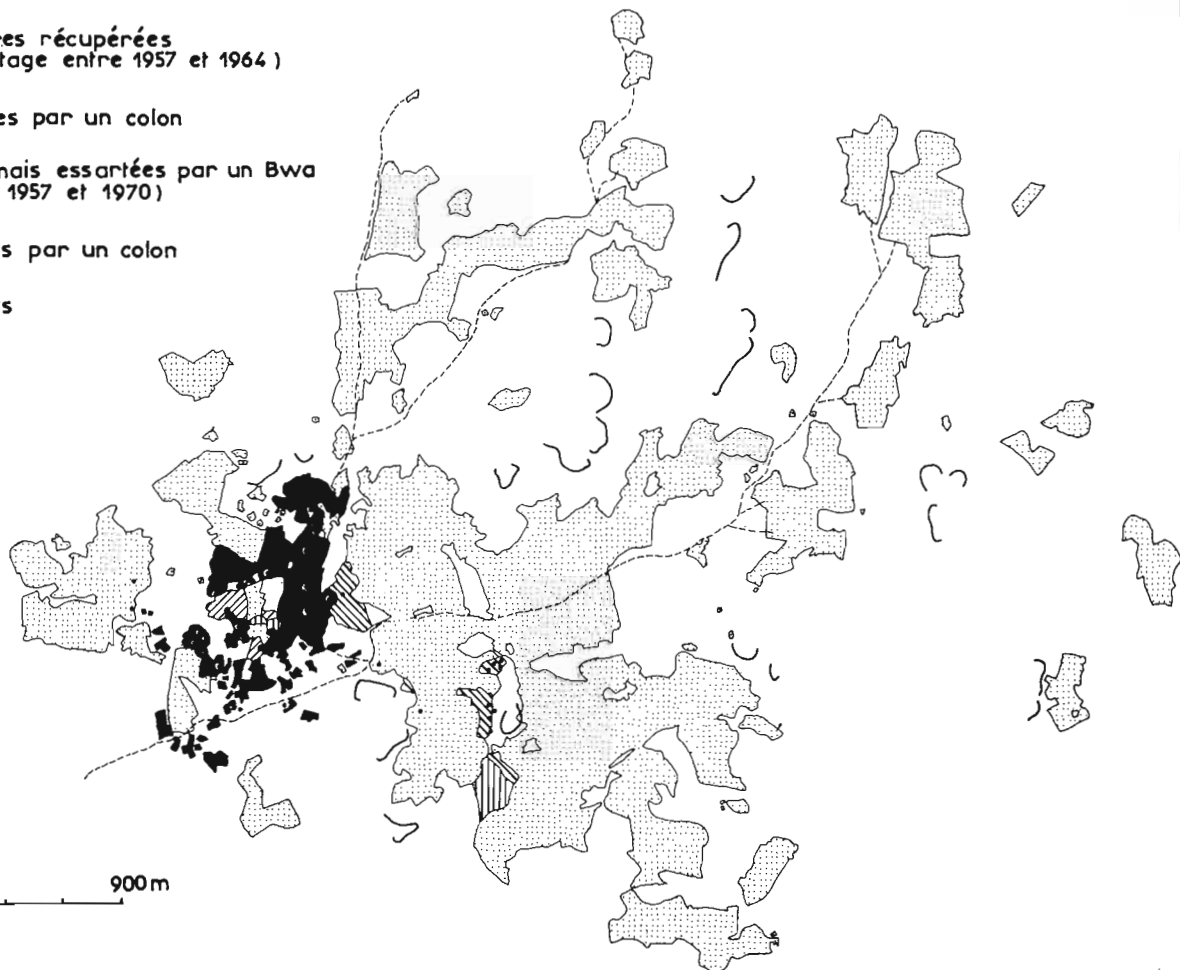 es récupérées
tage entre 1957 et 1964)
es par un colon
nais essartées par un Bwa
1957 et 1970)
s par un colon
s
900m